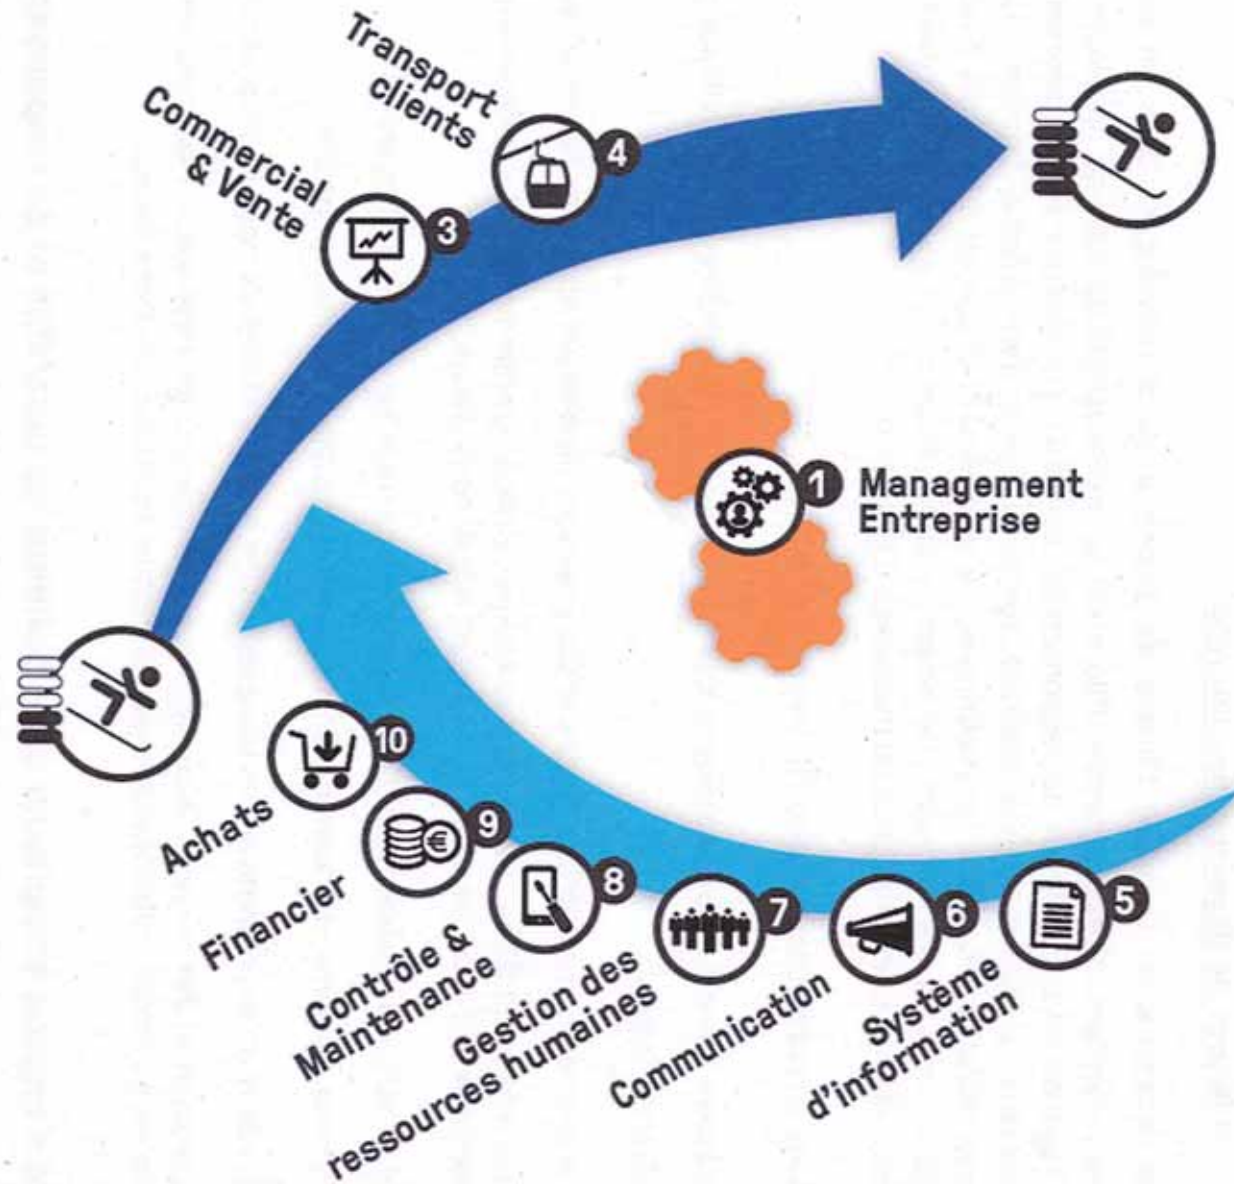 Transport
clients
4
Commercial
& Vente
3
1
Management
Entreprise
10
Achats
9
Financier
8
Contrôle &
Maintenance
7
Gestion des
ressources humaines
6
Communication
5
Système
d'information
€